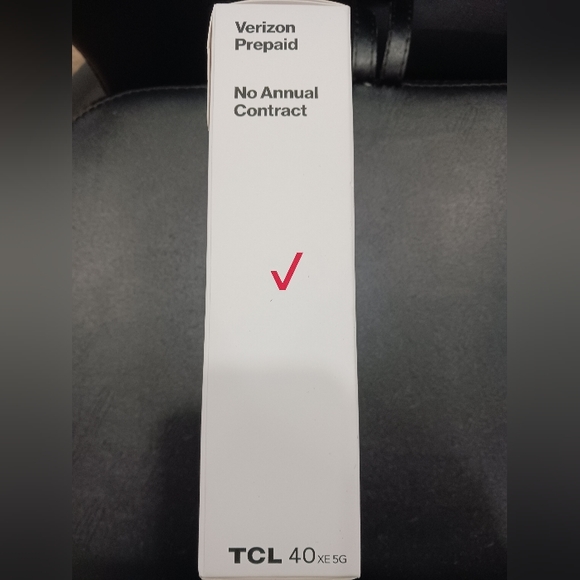 Verizon
Prepaid
No Annual
Contract
TCL 40 XE 5G